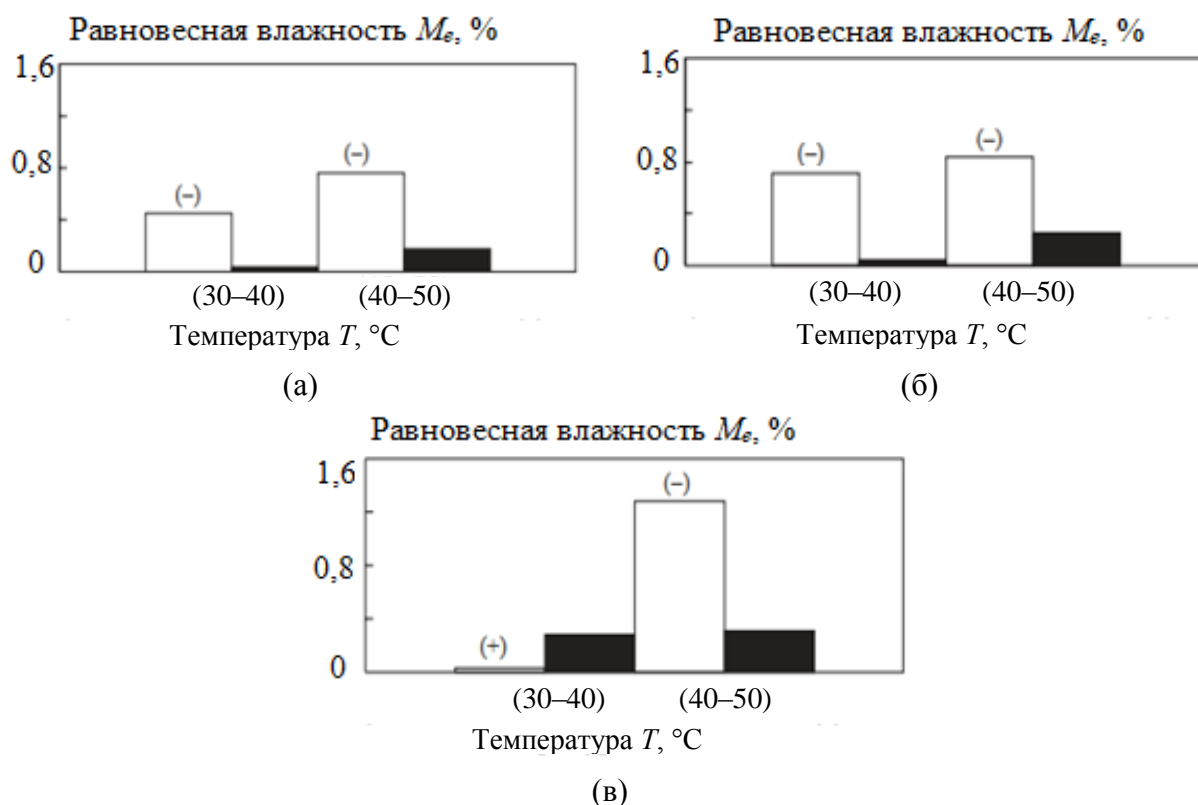 Равновесная влажность Mₑ, %
1,6
0,8
0
(–)
(–)
(30–40) (40–50)
Температура T, °C
(а)
Равновесная влажность Mₑ, %
1,6
0,8
0
(–)
(–)
(30–40) (40–50)
Температура T, °C
(б)
Равновесная влажность Mₑ, %
1,6
0,8
0
(+)
(–)
(30–40) (40–50)
Температура T, °C
(в)